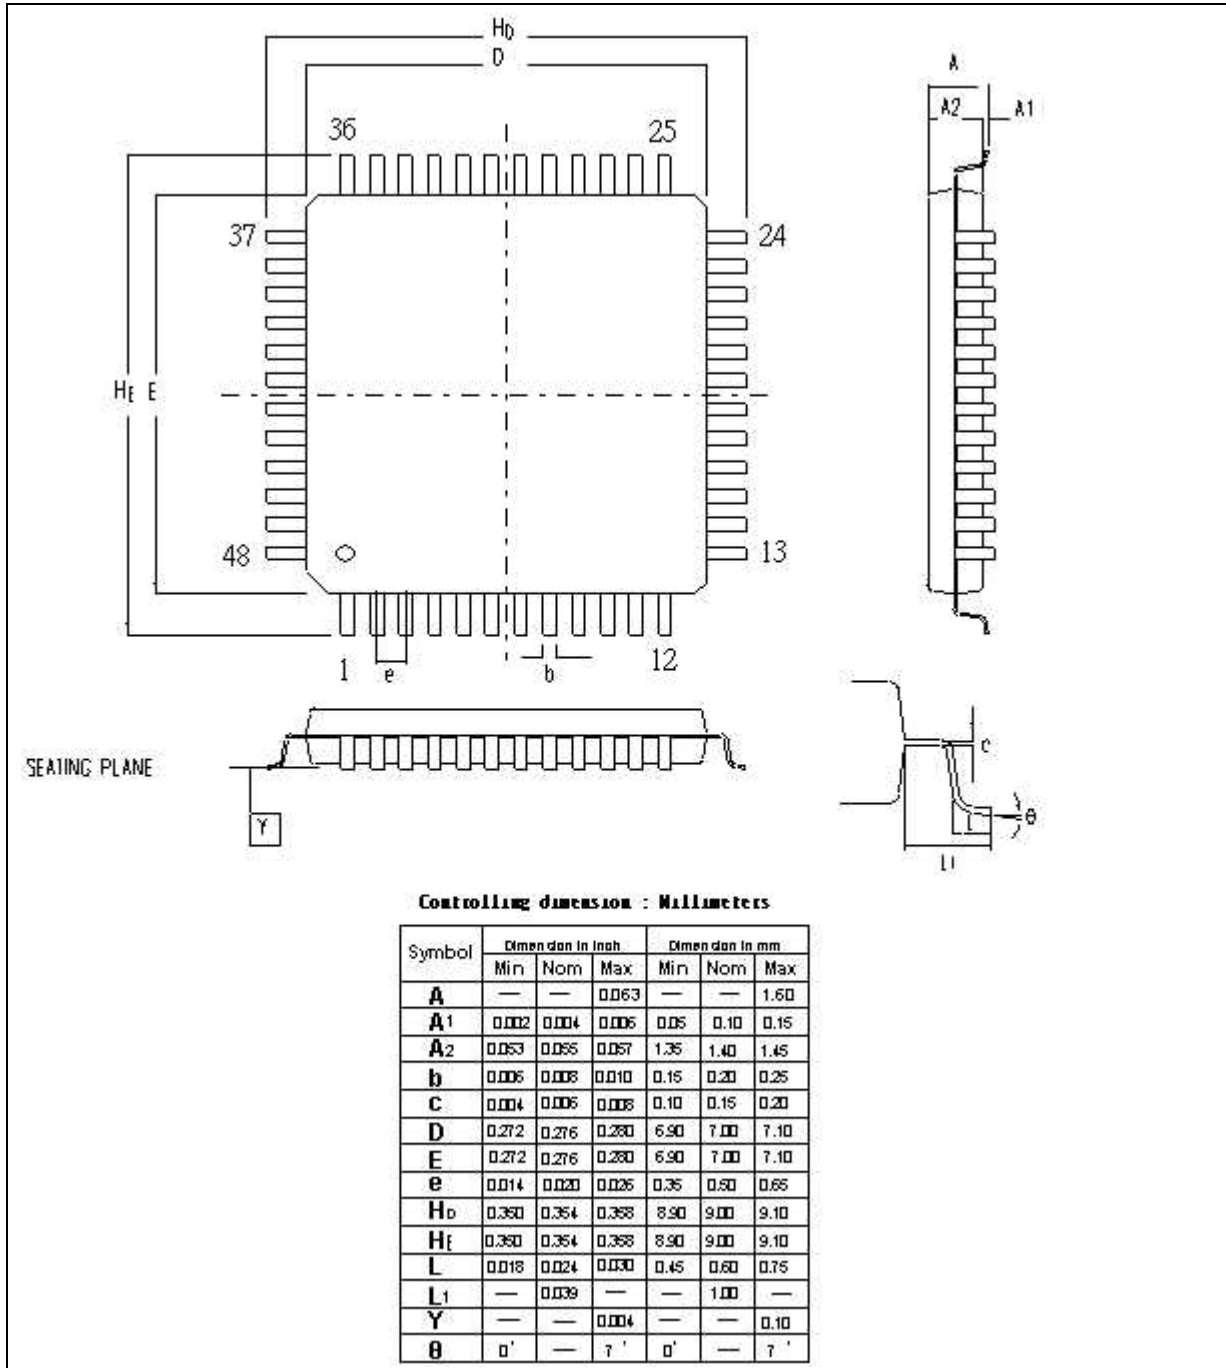 HD
D
A
A2 A1
36 25
37 24
HE E
48 13
1 e b 12
SEATING PLANE
Y
c
L
θ
L1
Controlling dimension : Millimeters
Symbol Dimension in inch Dimension in mm
Min Nom Max Min Nom Max
A — — 0.063 — — 1.60
A1 0.002 0.004 0.006 0.05 0.10 0.15
A2 0.053 0.055 0.057 1.35 1.40 1.45
b 0.006 0.008 0.010 0.15 0.20 0.25
c 0.004 0.006 0.008 0.10 0.15 0.20
D 0.272 0.276 0.280 6.90 7.00 7.10
E 0.272 0.276 0.280 6.90 7.00 7.10
e 0.014 0.020 0.026 0.35 0.50 0.65
HD 0.350 0.354 0.358 8.90 9.00 9.10
HE 0.350 0.354 0.358 8.90 9.00 9.10
L 0.018 0.024 0.030 0.45 0.60 0.75
L1 — 0.039 — — 1.00 —
Y — — 0.004 — — 0.10
θ 0° — 7° 0° — 7°